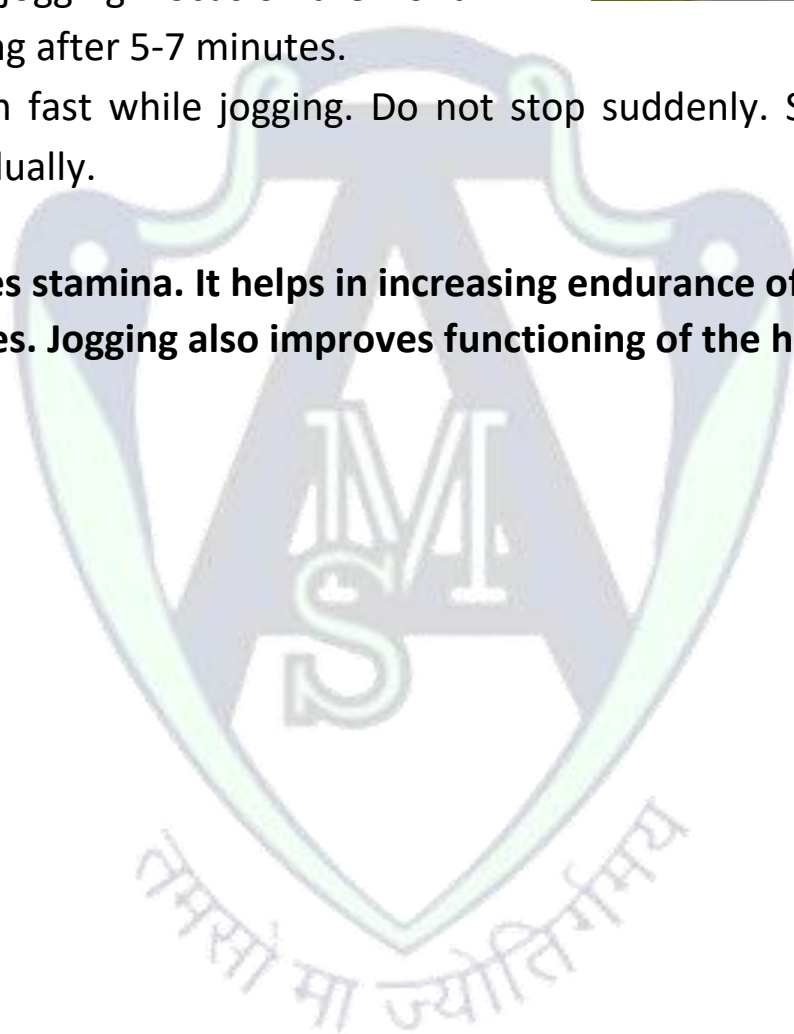 ng after 5-7 minutes.
n fast while jogging. Do not stop suddenly. S
dually.
es stamina. It helps in increasing endurance of
es. Jogging also improves functioning of the h
A
M
S
तमसो मा ज्योतिर्गमय